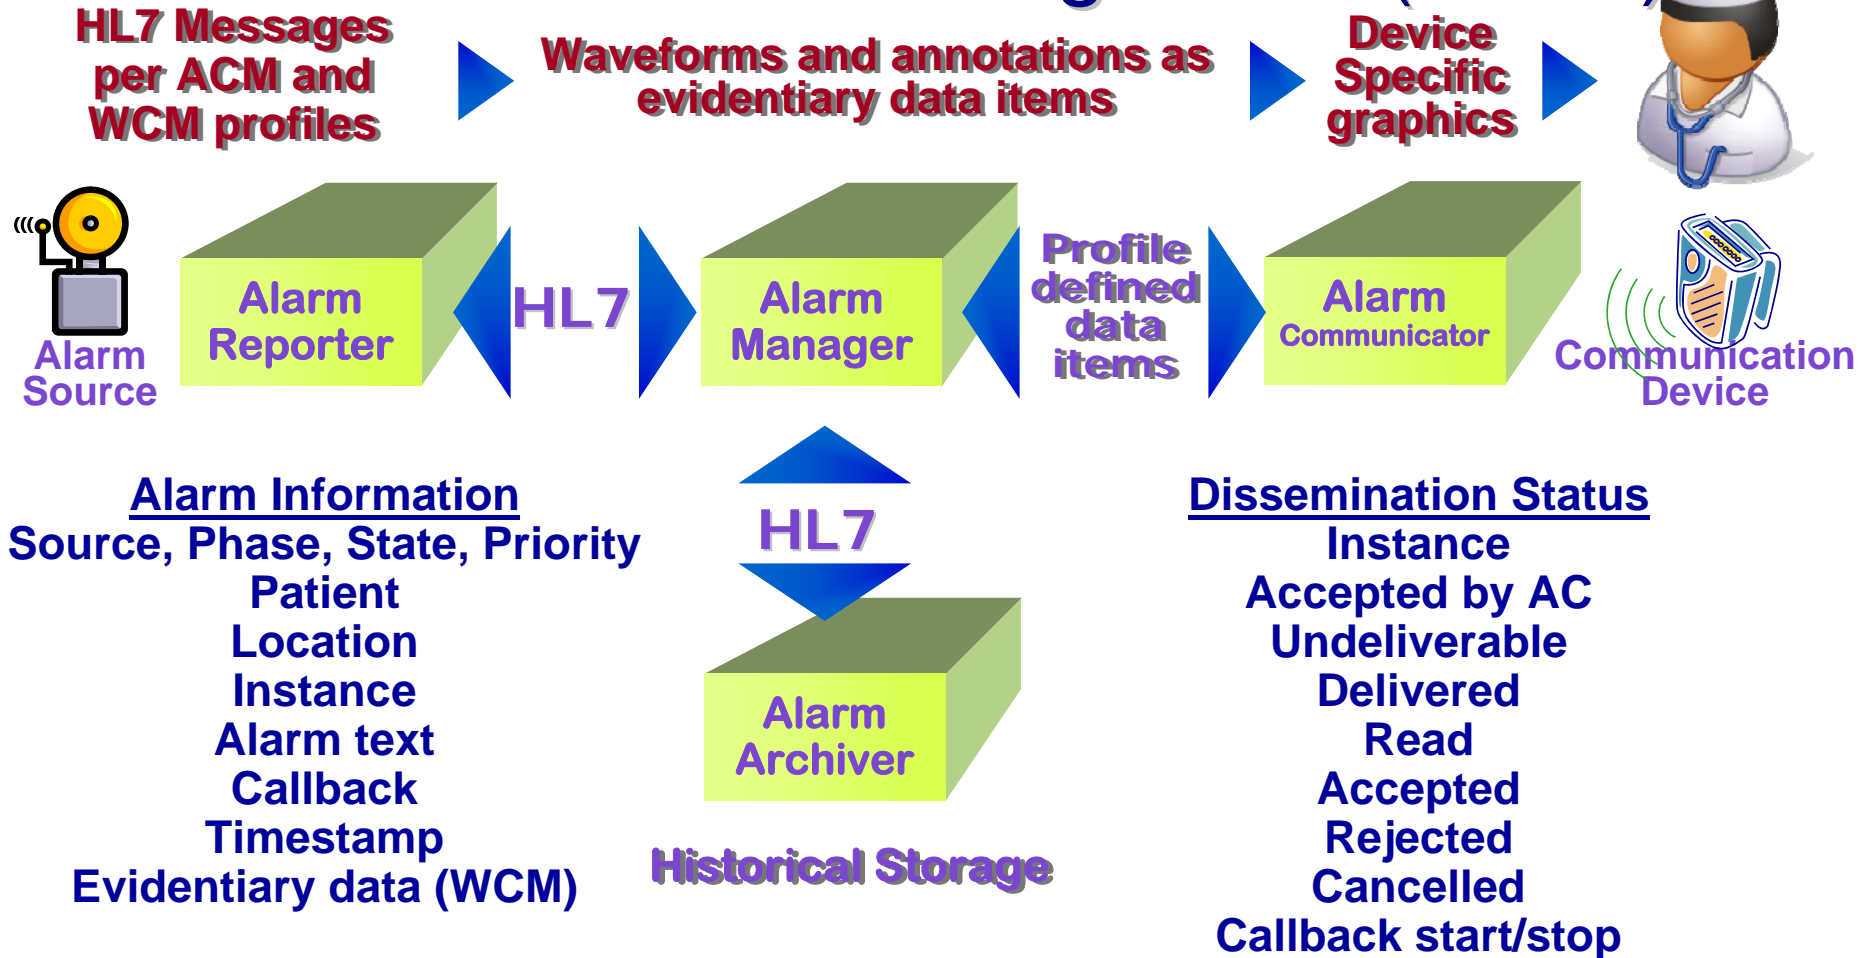 HL7 Messages
per ACM and
WCM profiles
Waveforms and annotations as
evidentiary data items
Device
Specific
graphics
Alarm
Source
Alarm
Reporter
HL7
Alarm
Manager
Profile
defined
data
items
Alarm
Communicator
Communication
Device
HL7
Alarm
Archiver
Historical Storage
Alarm Information
Source, Phase, State, Priority
Patient
Location
Instance
Alarm text
Callback
Timestamp
Evidentiary data (WCM)
Dissemination Status
Instance
Accepted by AC
Undeliverable
Delivered
Read
Accepted
Rejected
Cancelled
Callback start/stop